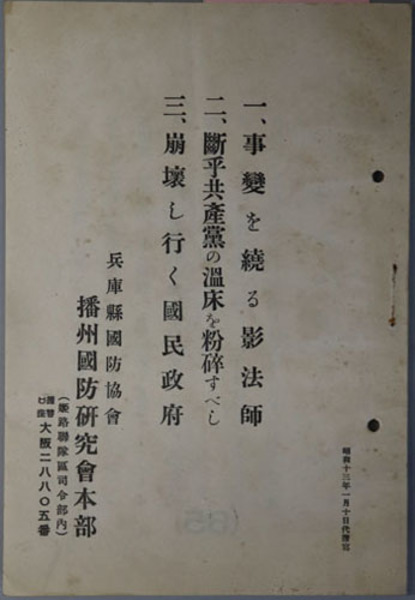 一、事變を繞る影法師
二、斷乎共產黨の溫床を粉碎すべし
三、崩壞し行く國民政府
兵庫縣國防協會
播州國防硏究會本部
(姬路聯隊區司令部內)
振替口座大阪二八八〇五番
昭和十三年一月十日代謄寫
(65)